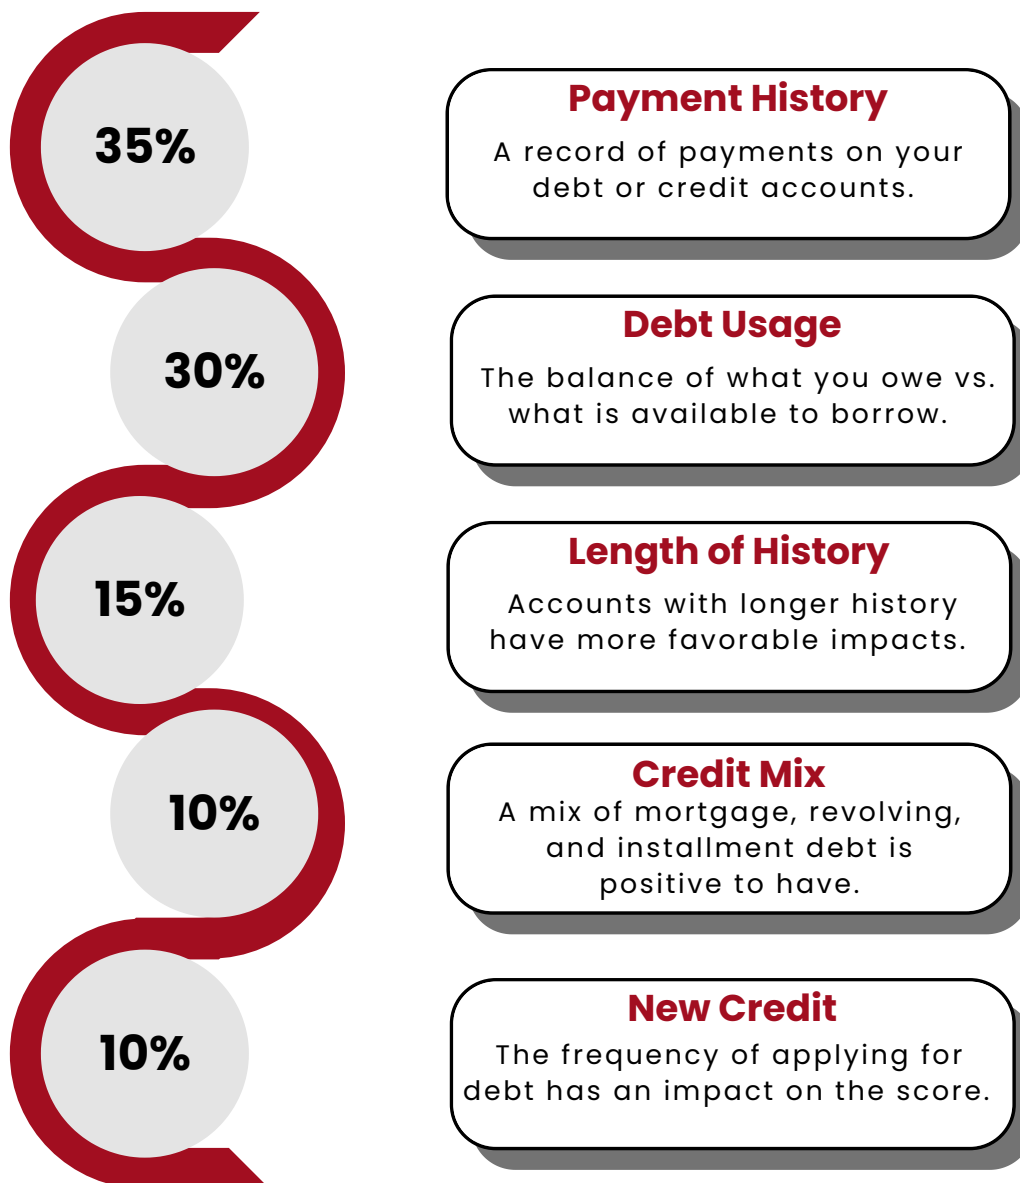 35%
Payment History
A record of payments on your
debt or credit accounts.
30%
Debt Usage
The balance of what you owe vs.
what is available to borrow.
15%
Length of History
Accounts with longer history
have more favorable impacts.
10%
Credit Mix
A mix of mortgage, revolving,
and installment debt is
positive to have.
10%
New Credit
The frequency of applying for
debt has an impact on the score.